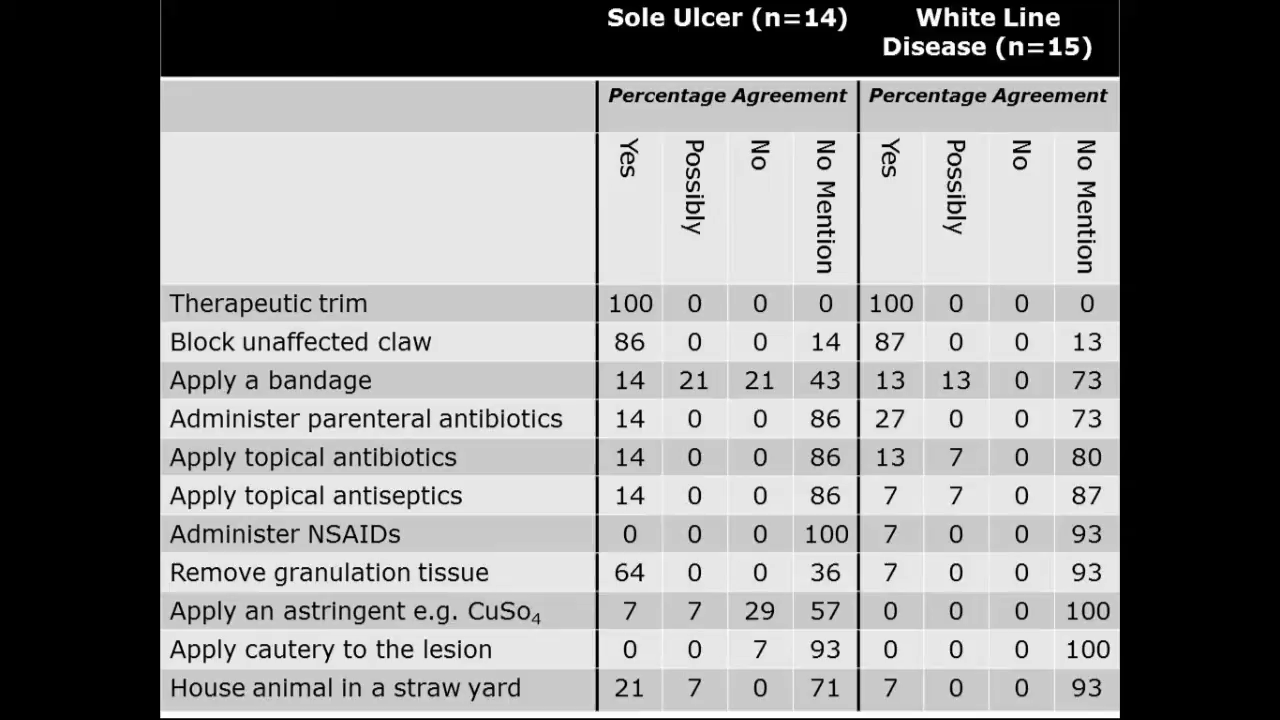 Sole Ulcer (n=14) White Line
Disease (n=15)
Percentage Agreement Percentage Agreement
Yes Possibly No No Mention Yes Possibly No No Mention
Therapeutic trim 100 0 0 0 100 0 0 0
Block unaffected claw 86 0 0 14 87 0 0 13
Apply a bandage 14 21 21 43 13 13 0 73
Administer parenteral antibiotics 14 0 0 86 27 0 0 73
Apply topical antibiotics 14 0 0 86 13 7 0 80
Apply topical antiseptics 14 0 0 86 7 7 0 87
Administer NSAIDs 0 0 0 100 7 0 0 93
Remove granulation tissue 64 0 0 36 7 0 0 93
Apply an astringent e.g. CuSo₄ 7 7 29 57 0 0 0 100
Apply cautery to the lesion 0 0 7 93 0 0 0 100
House animal in a straw yard 21 7 0 71 7 0 0 93